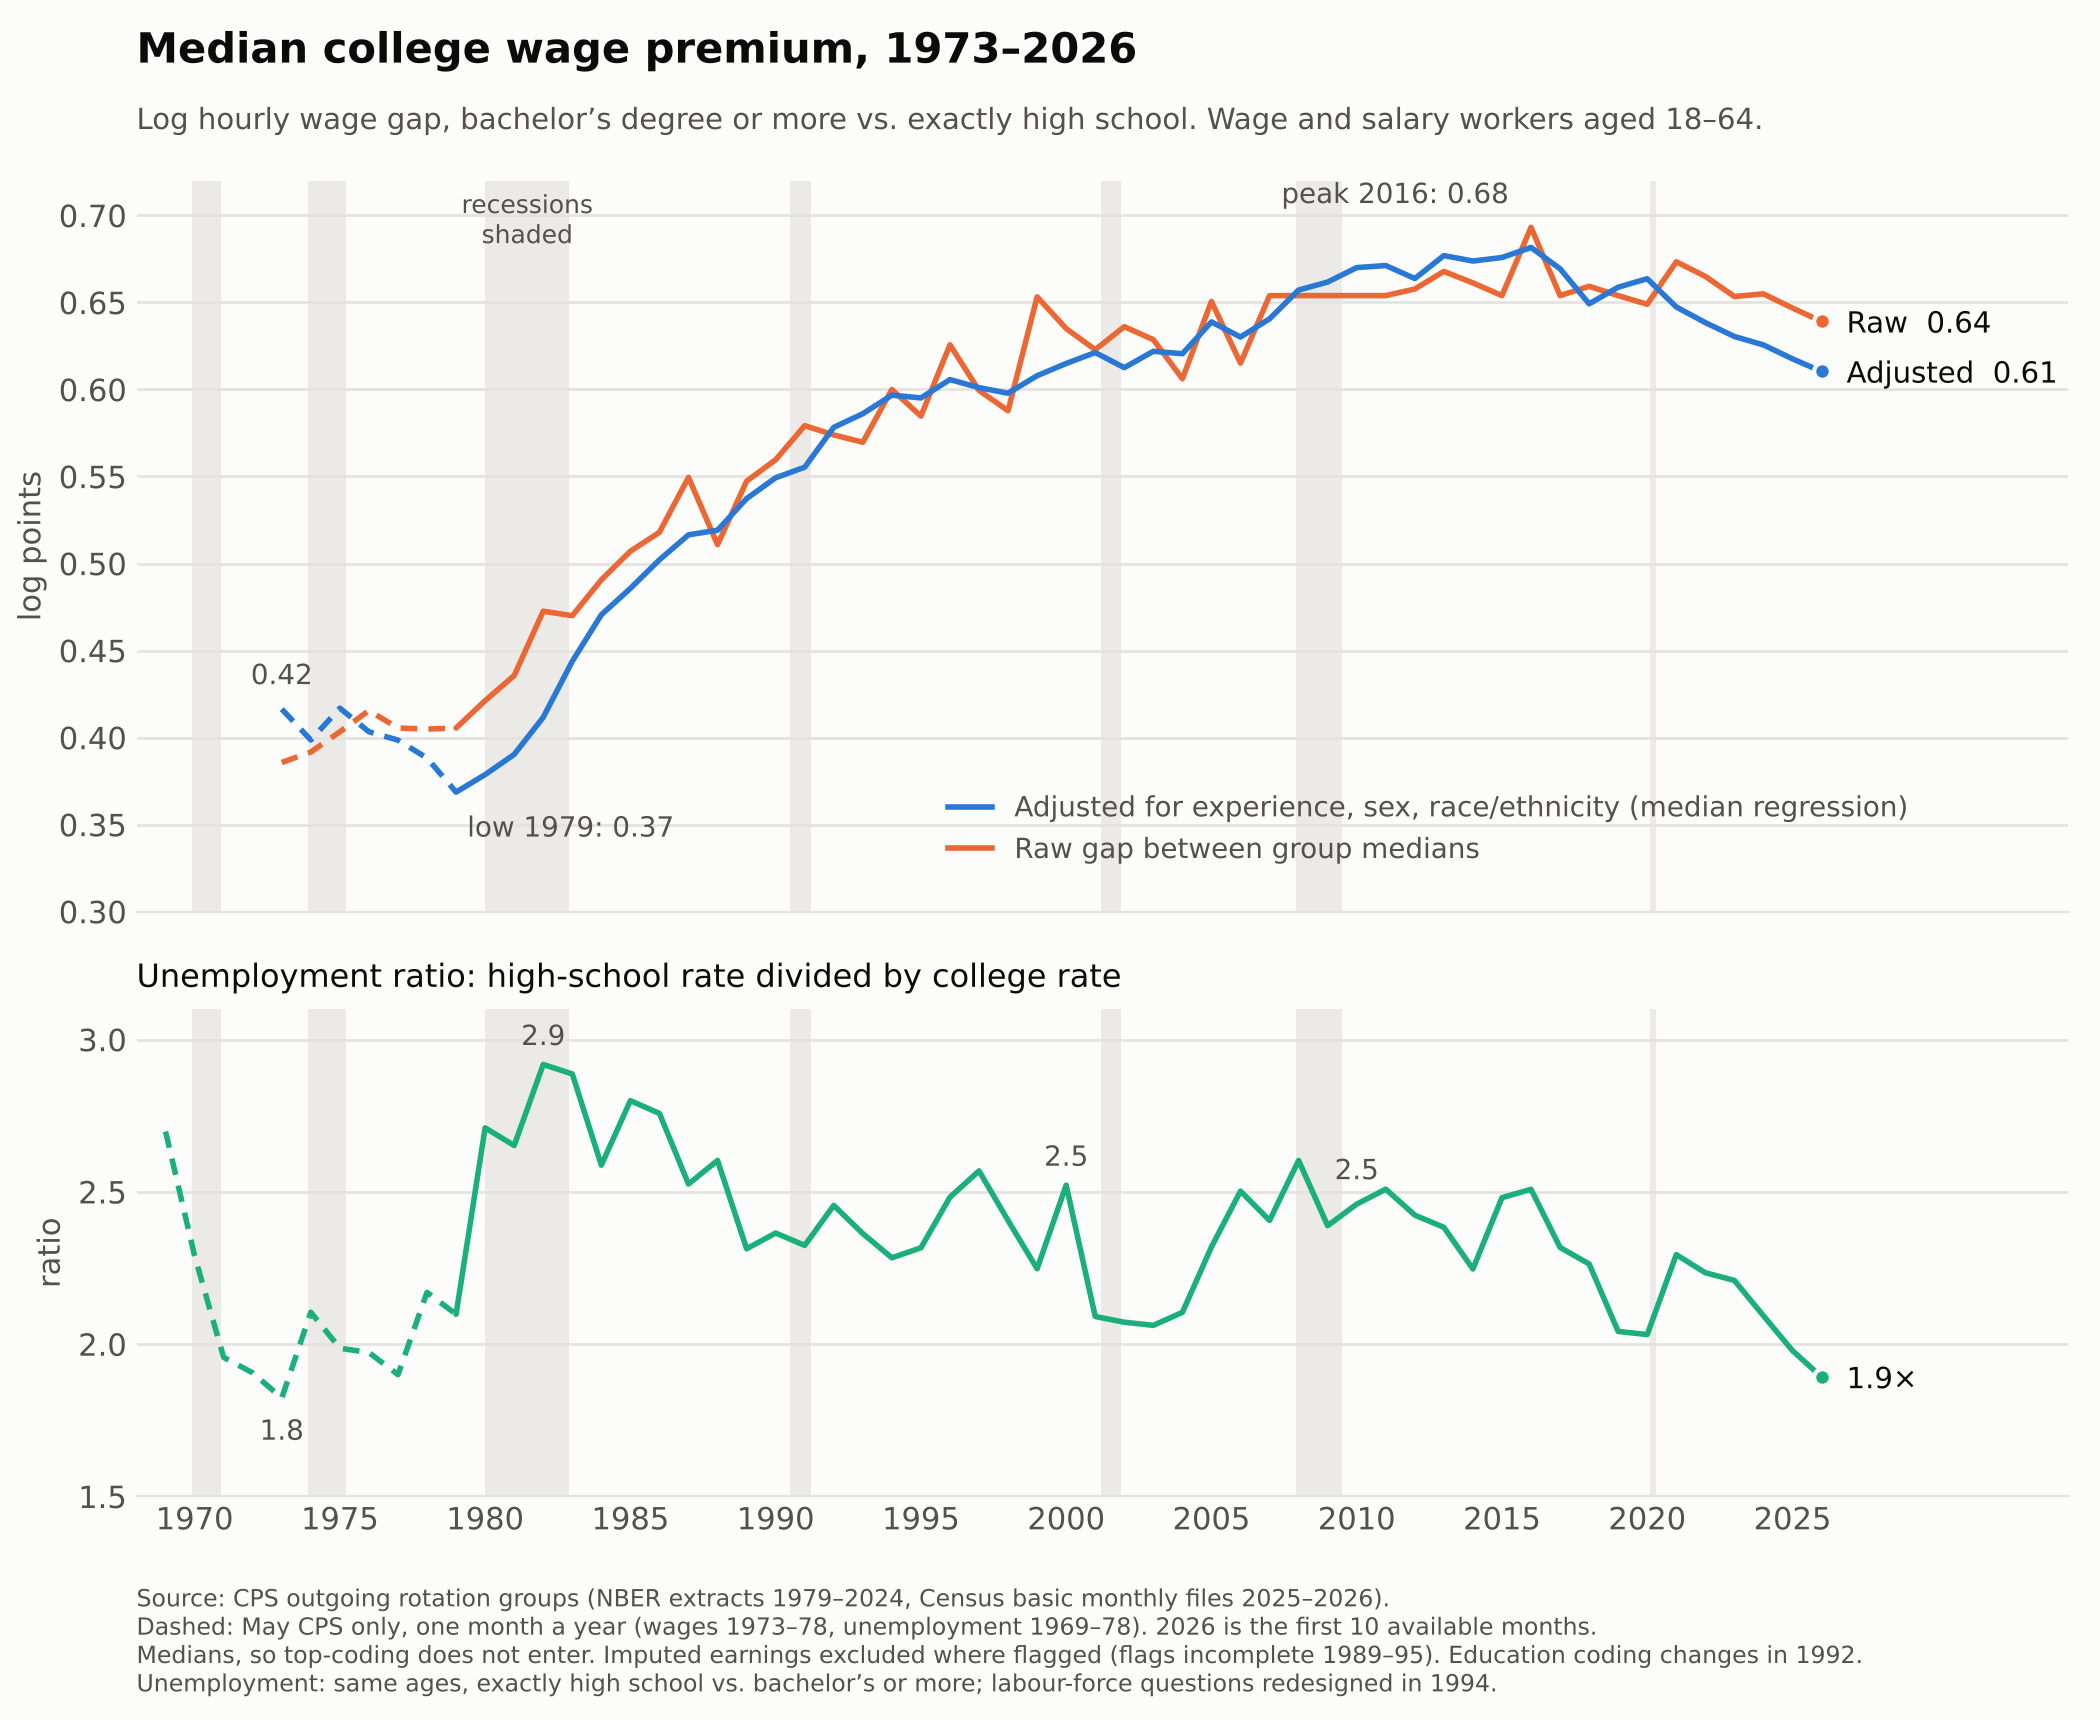 Median college wage premium, 1973–2026
Log hourly wage gap, bachelor’s degree or more vs. exactly high school. Wage and salary workers aged 18–64.
log points
0.70
0.65
0.60
0.55
0.50
0.45
0.40
0.35
0.30
recessions
shaded
peak 2016: 0.68
Raw 0.64
Adjusted 0.61
0.42
low 1979: 0.37
Adjusted for experience, sex, race/ethnicity (median regression)
Raw gap between group medians
Unemployment ratio: high-school rate divided by college rate
ratio
3.0
2.5
2.0
1.5
2.9
2.5
2.5
1.8
1.9×
1970 1975 1980 1985 1990 1995 2000 2005 2010 2015 2020 2025
Source: CPS outgoing rotation groups (NBER extracts 1979–2024, Census basic monthly files 2025–2026).
Dashed: May CPS only, one month a year (wages 1973–78, unemployment 1969–78). 2026 is the first 10 available months.
Medians, so top-coding does not enter. Imputed earnings excluded where flagged (flags incomplete 1989–95). Education coding changes in 1992.
Unemployment: same ages, exactly high school vs. bachelor’s or more; labour-force questions redesigned in 1994.